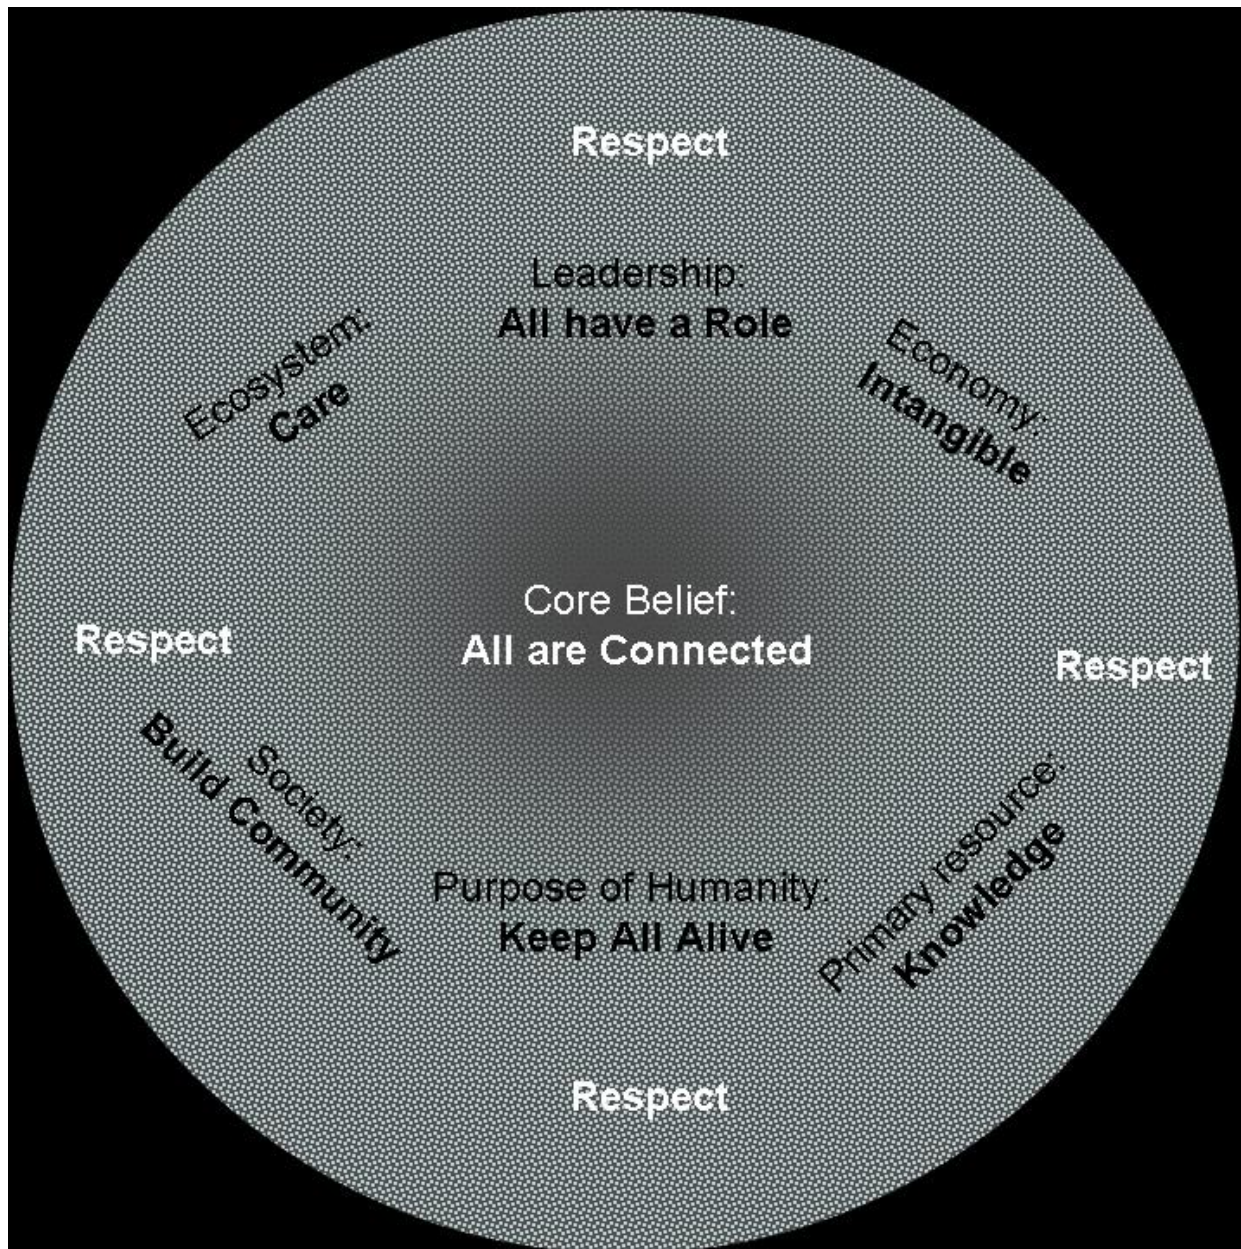 Respect
Leadership:
All have a Role
Ecosystem:
Care
Economy:
Intangible
Core Belief:
All are Connected
Respect
Respect
Society:
Build Community
Purpose of Humanity:
Keep All Alive
Primary resource:
Knowledge
Respect